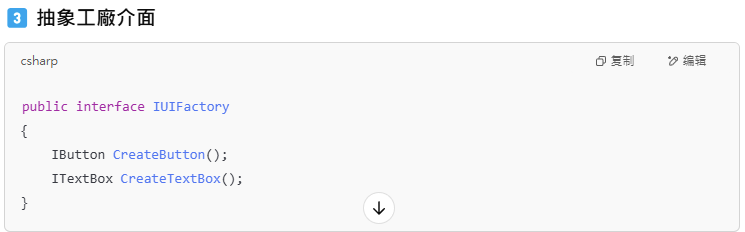 3 抽象工廠介面
csharp 复制 编辑
public interface IUIFactory
{
    IButton CreateButton();
    ITextBox CreateTextBox();
}